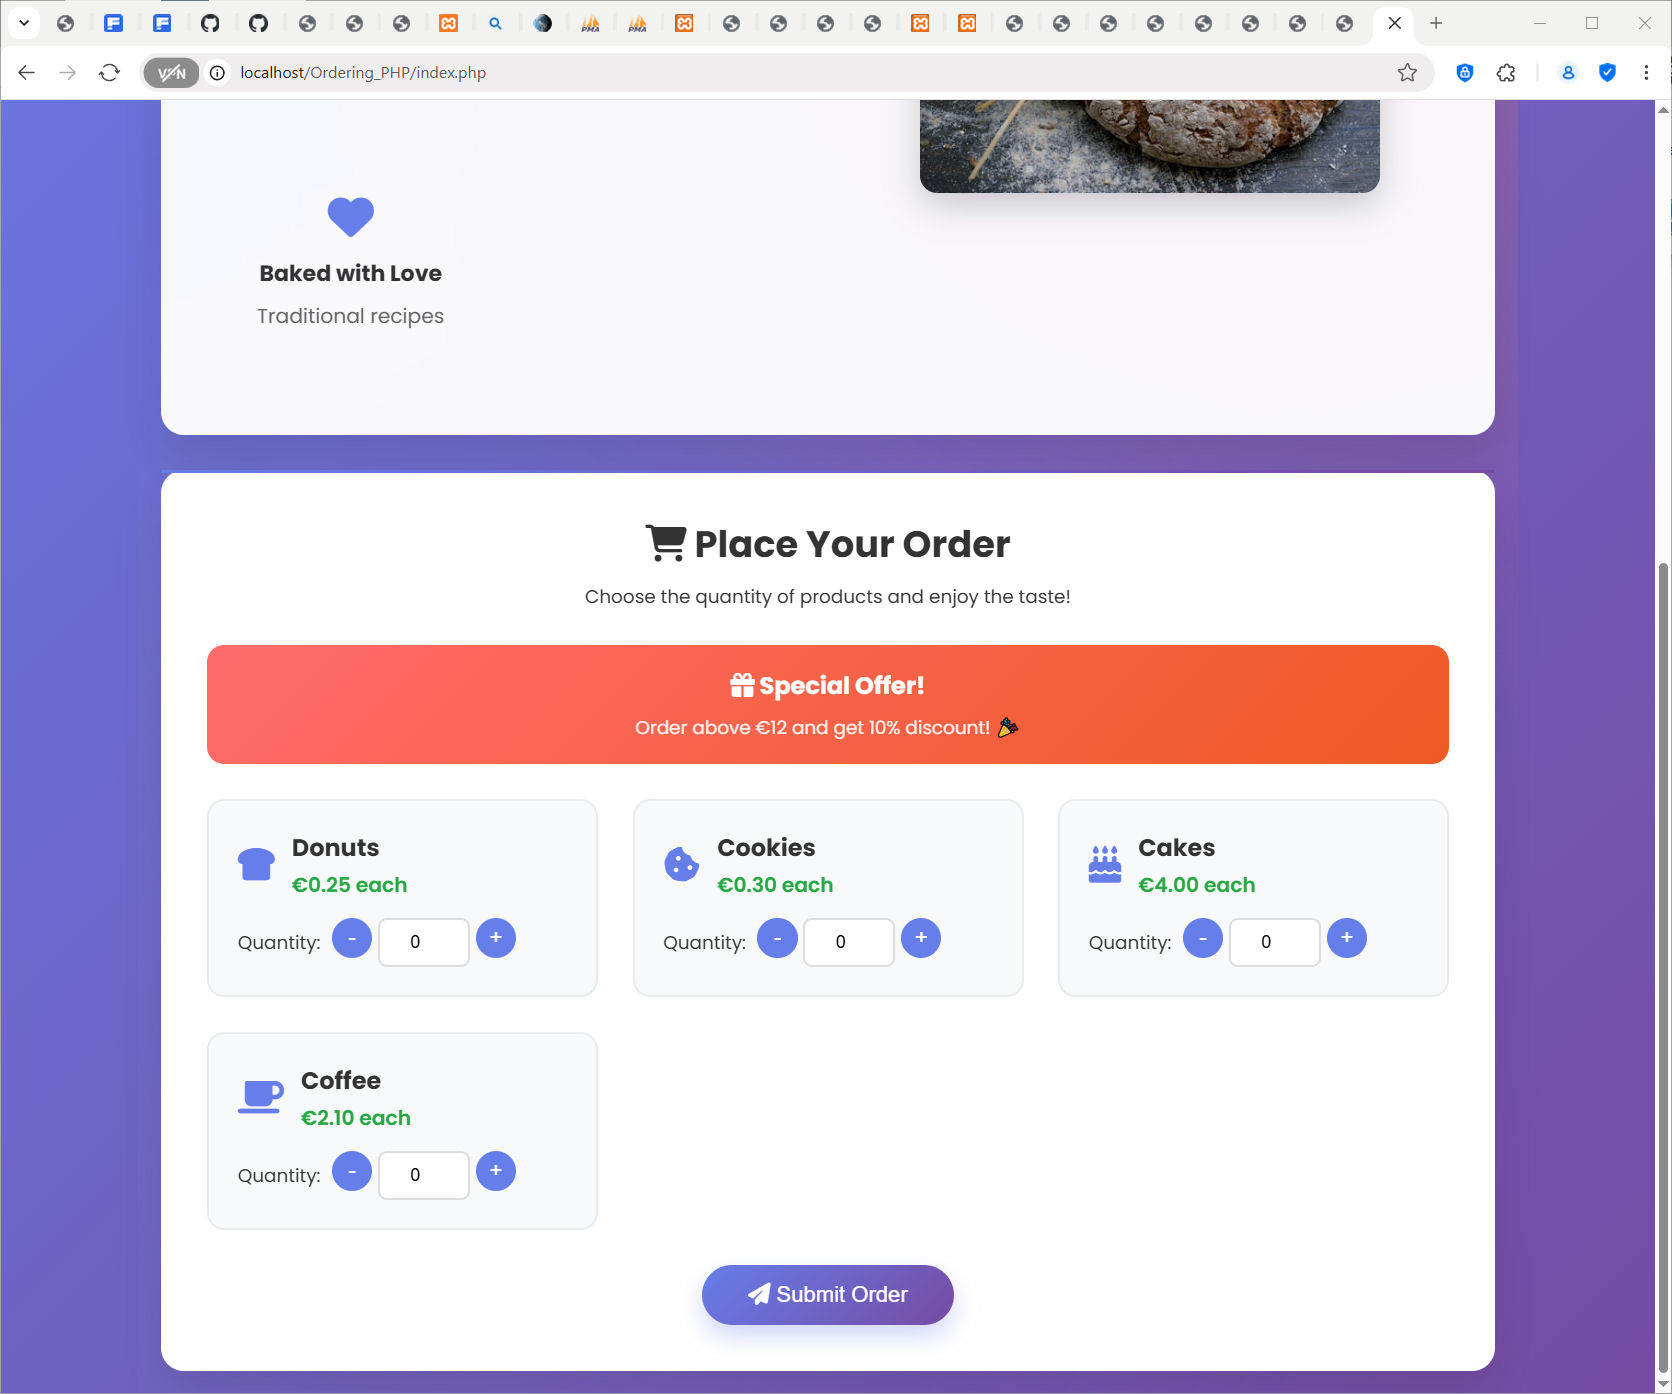 VPN
localhost/Ordering_PHP/index.php
Baked with Love
Traditional recipes
Place Your Order
Choose the quantity of products and enjoy the taste!
Special Offer!
Order above €12 and get 10% discount! 🎉
Donuts
€0.25 each
Quantity: - 0 +
Cookies
€0.30 each
Quantity: - 0 +
Cakes
€4.00 each
Quantity: - 0 +
Coffee
€2.10 each
Quantity: - 0 +
Submit Order